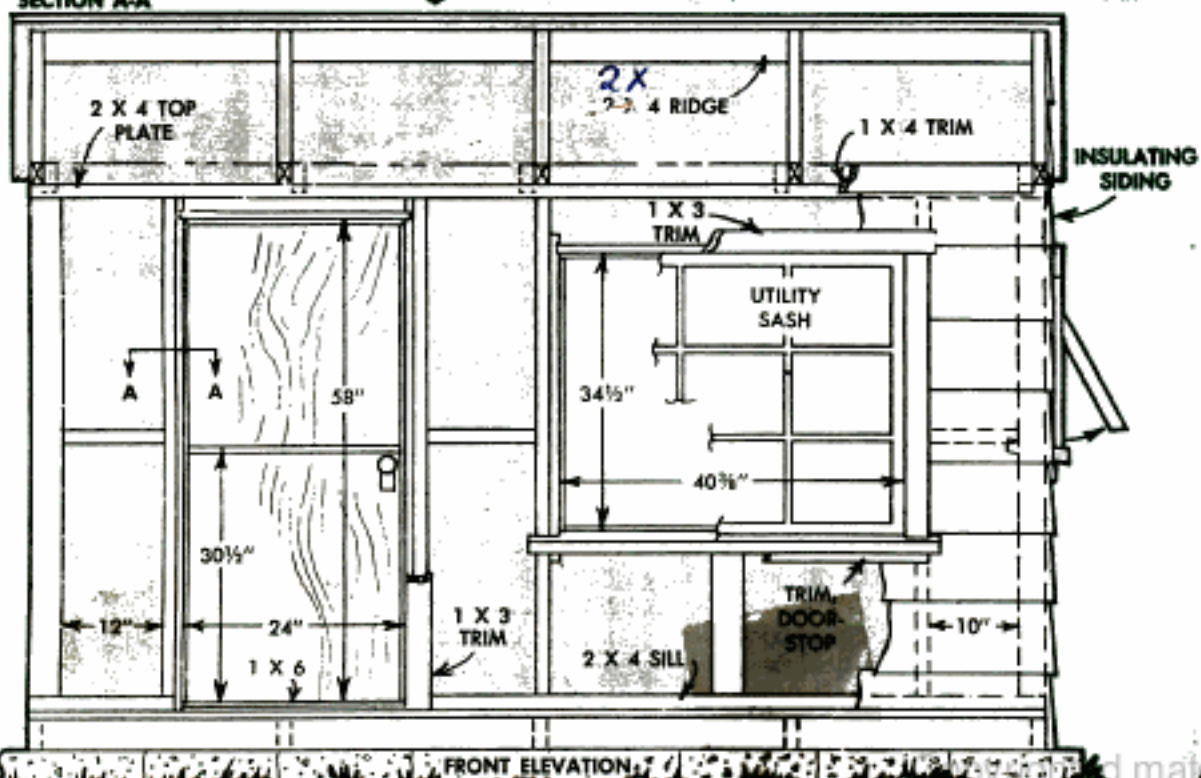 SECTION A-A
2 X 4 TOP
PLATE
2 X
4 RIDGE
1 X 4 TRIM
INSULATING
SIDING
1 X 3
TRIM
UTILITY
SASH
A
A
58"
34½"
40⅜"
30½"
12"
24"
1 X 6
1 X 3
TRIM
2 X 4 SILL
TRIM,
DOOR-
STOP
10"
FRONT ELEVATION